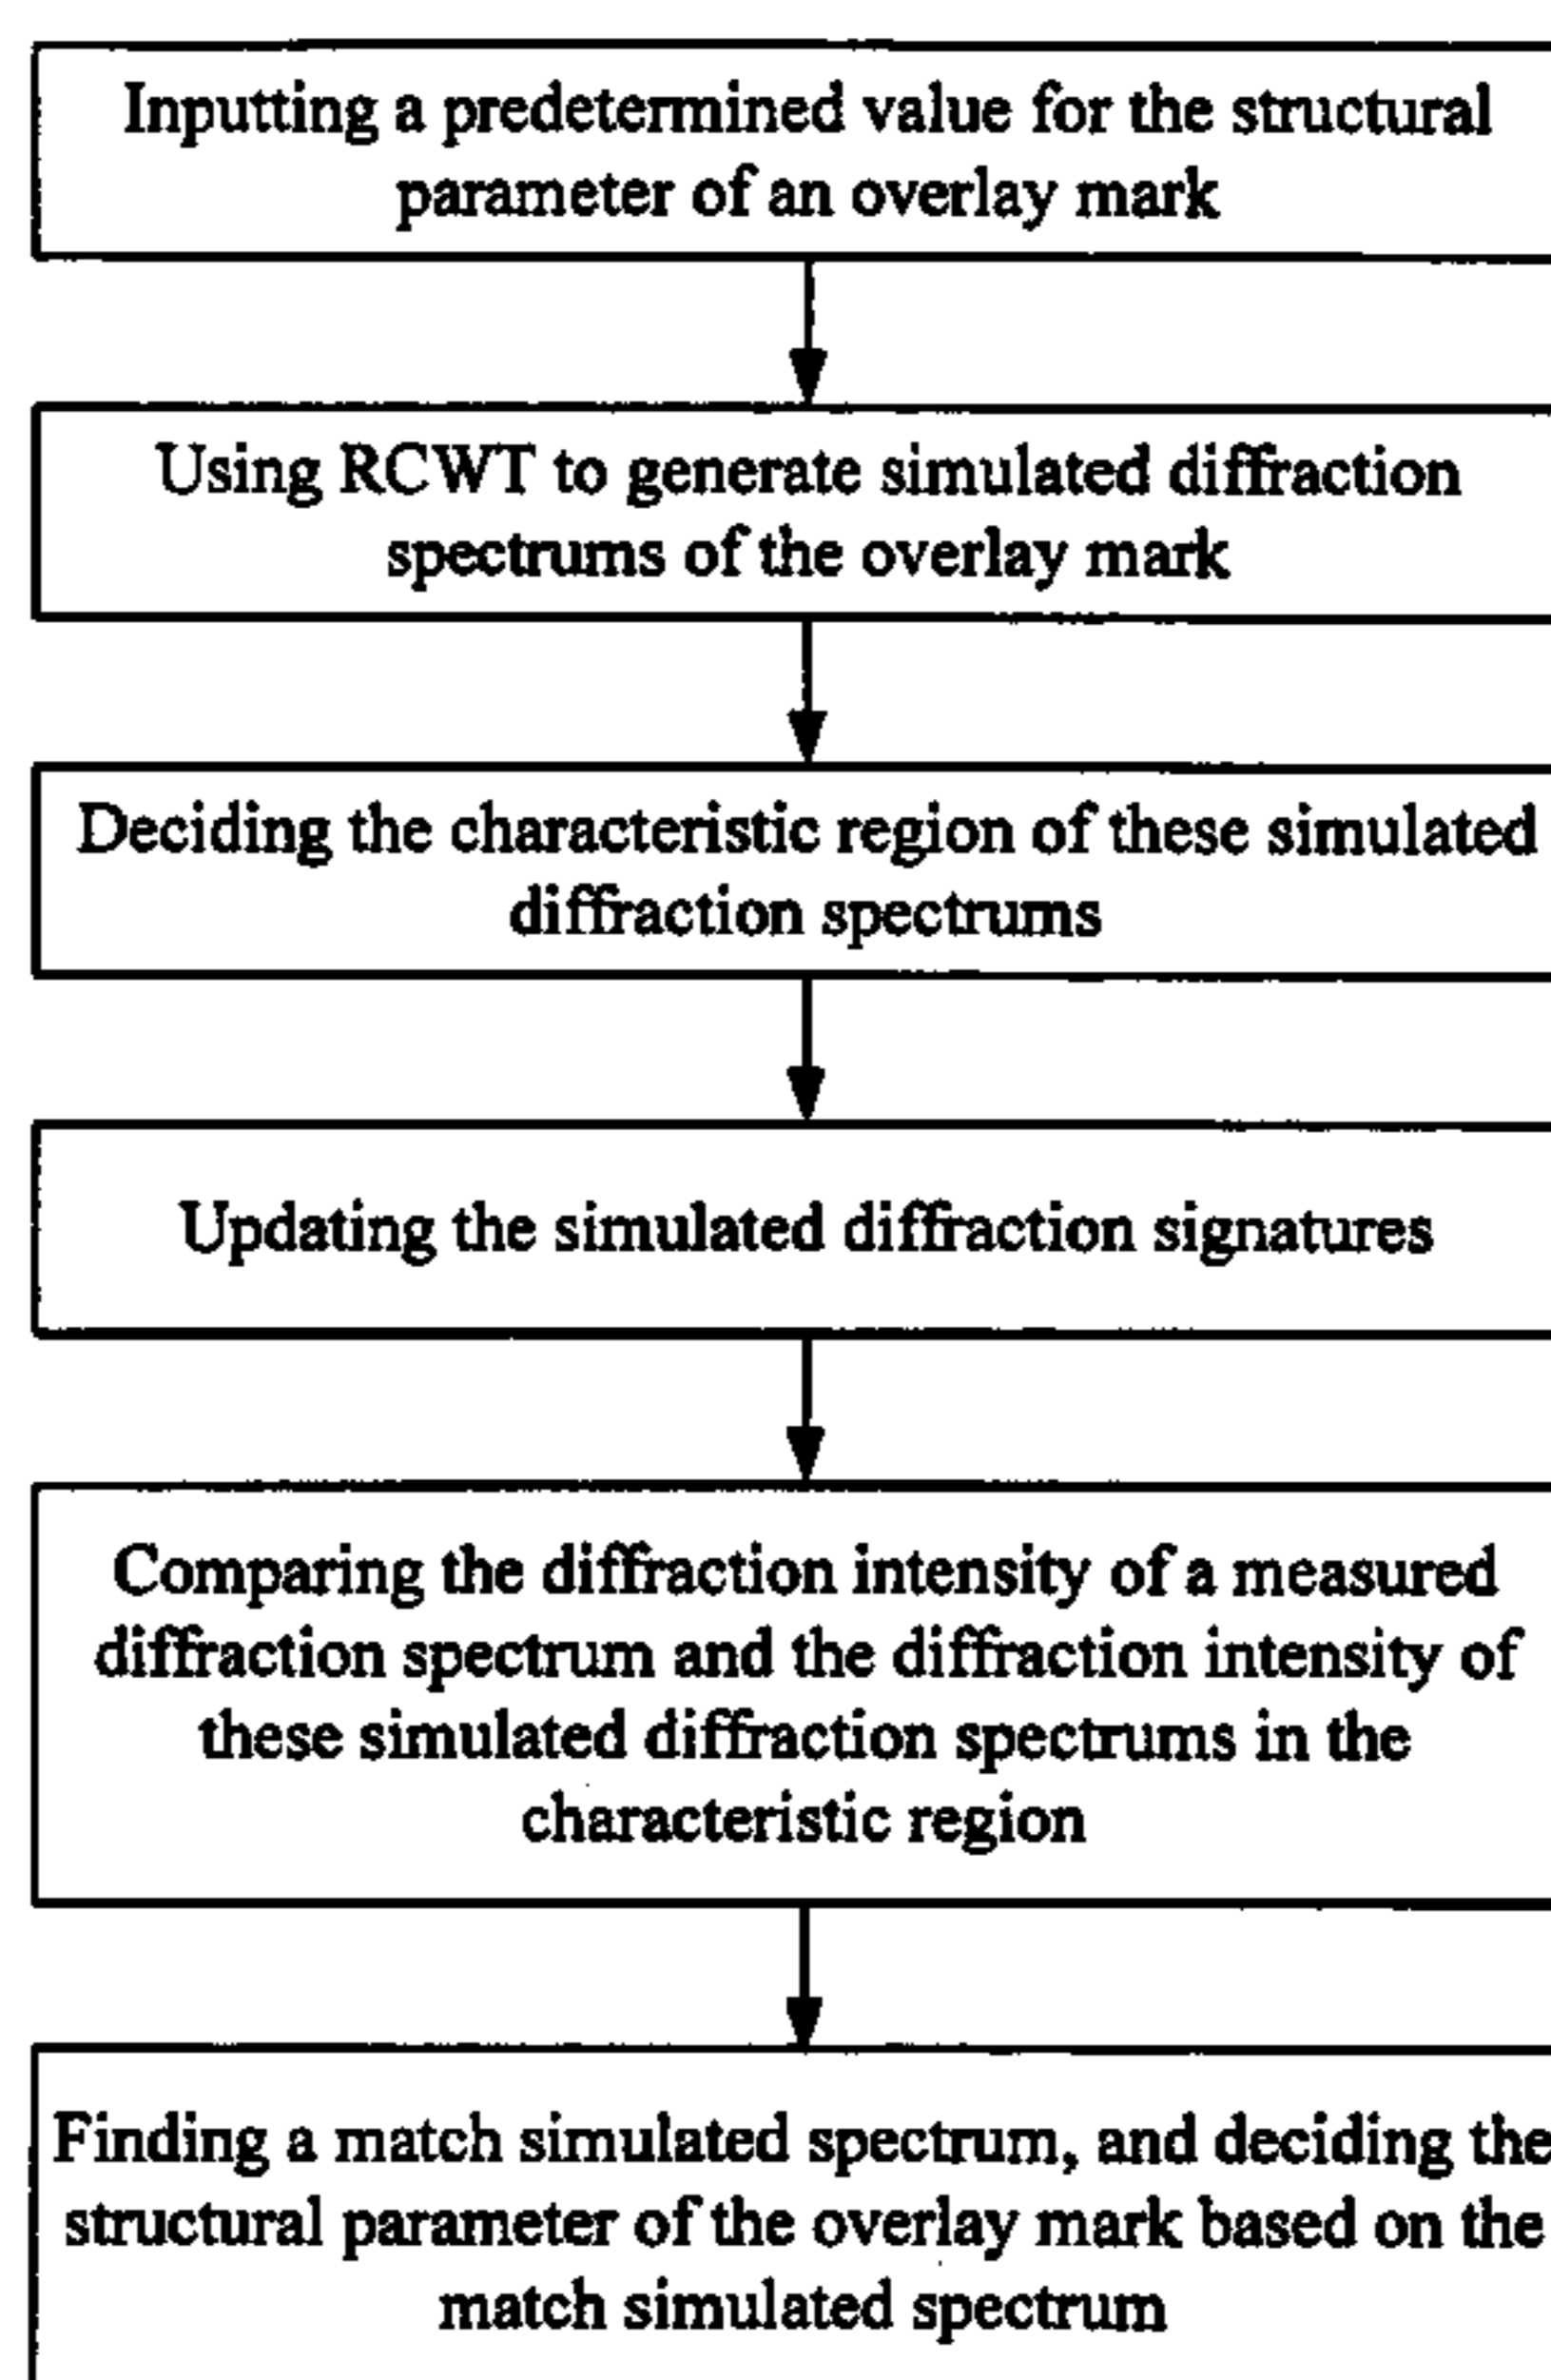 Inputting a predetermined value for the structural
parameter of an overlay mark
Using RCWT to generate simulated diffraction
spectrums of the overlay mark
Deciding the characteristic region of these simulated
diffraction spectrums
Updating the simulated diffraction signatures
Comparing the diffraction intensity of a measured
diffraction spectrum and the diffraction intensity of
these simulated diffraction spectrums in the
characteristic region
Finding a match simulated spectrum, and deciding the
structural parameter of the overlay mark based on the
match simulated spectrum